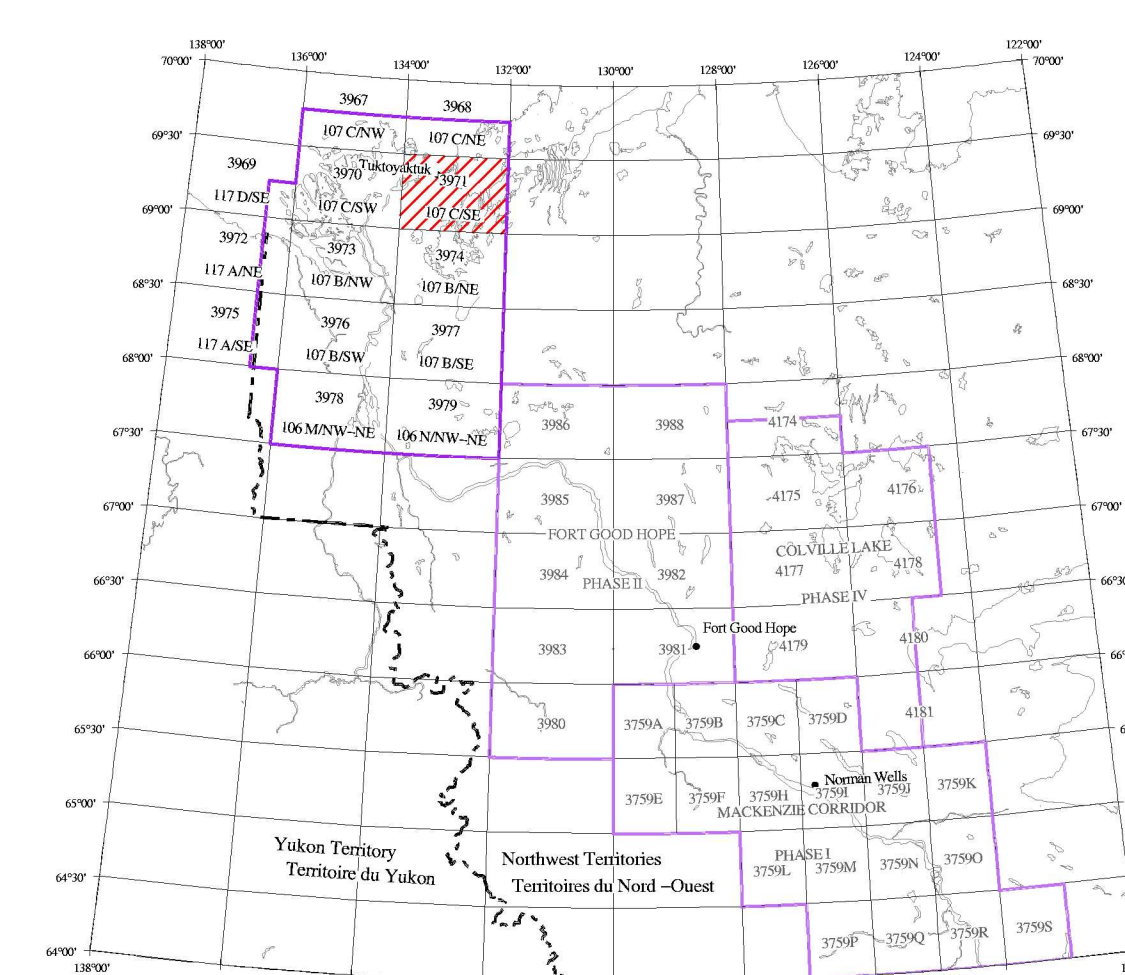 138°00'
136°00'
134°00'
132°00'
130°00'
128°00'
126°00'
124°00'
122°00'
70°00'
70°00'
3967
3968
107 C/NW
107 C/NE
69°30'
69°30'
3969
Tuktoyaktuk
3970
3971
117 D/SE
107 C/SW
107 C/SE
69°00'
69°00'
3972
3973
3974
117 A/NE
107 B/NW
107 B/NE
68°30'
68°30'
3975
3976
3977
117 A/SE
107 B/SW
107 B/SE
68°00'
68°00'
3978
3979
106 M/NW–NE
106 N/NW–NE
3986
3988
4174
67°30'
67°30'
3985
3987
4175
4176
67°00'
67°00'
FORT GOOD HOPE
COLVILLE LAKE
3984
3982
4177
4178
PHASE II
PHASE IV
66°30'
66°3
Fort Good Hope
3983
3981
4179
4180
66°00'
66°
3980
3759A
3759B
3759C
3759D
4181
65°30'
6
Norman Wells
3759E
3759F
3759H
3759I
3759J
3759K
MACKENZIE CORRIDOR
65°00'
Yukon Territory
Territoire du Yukon
Northwest Territories
Territoires du Nord –Ouest
PHASE I
3759L
3759M
3759N
3759O
64°30'
3759P
3759Q
3759R
3759S
64°00'
138°00'
1